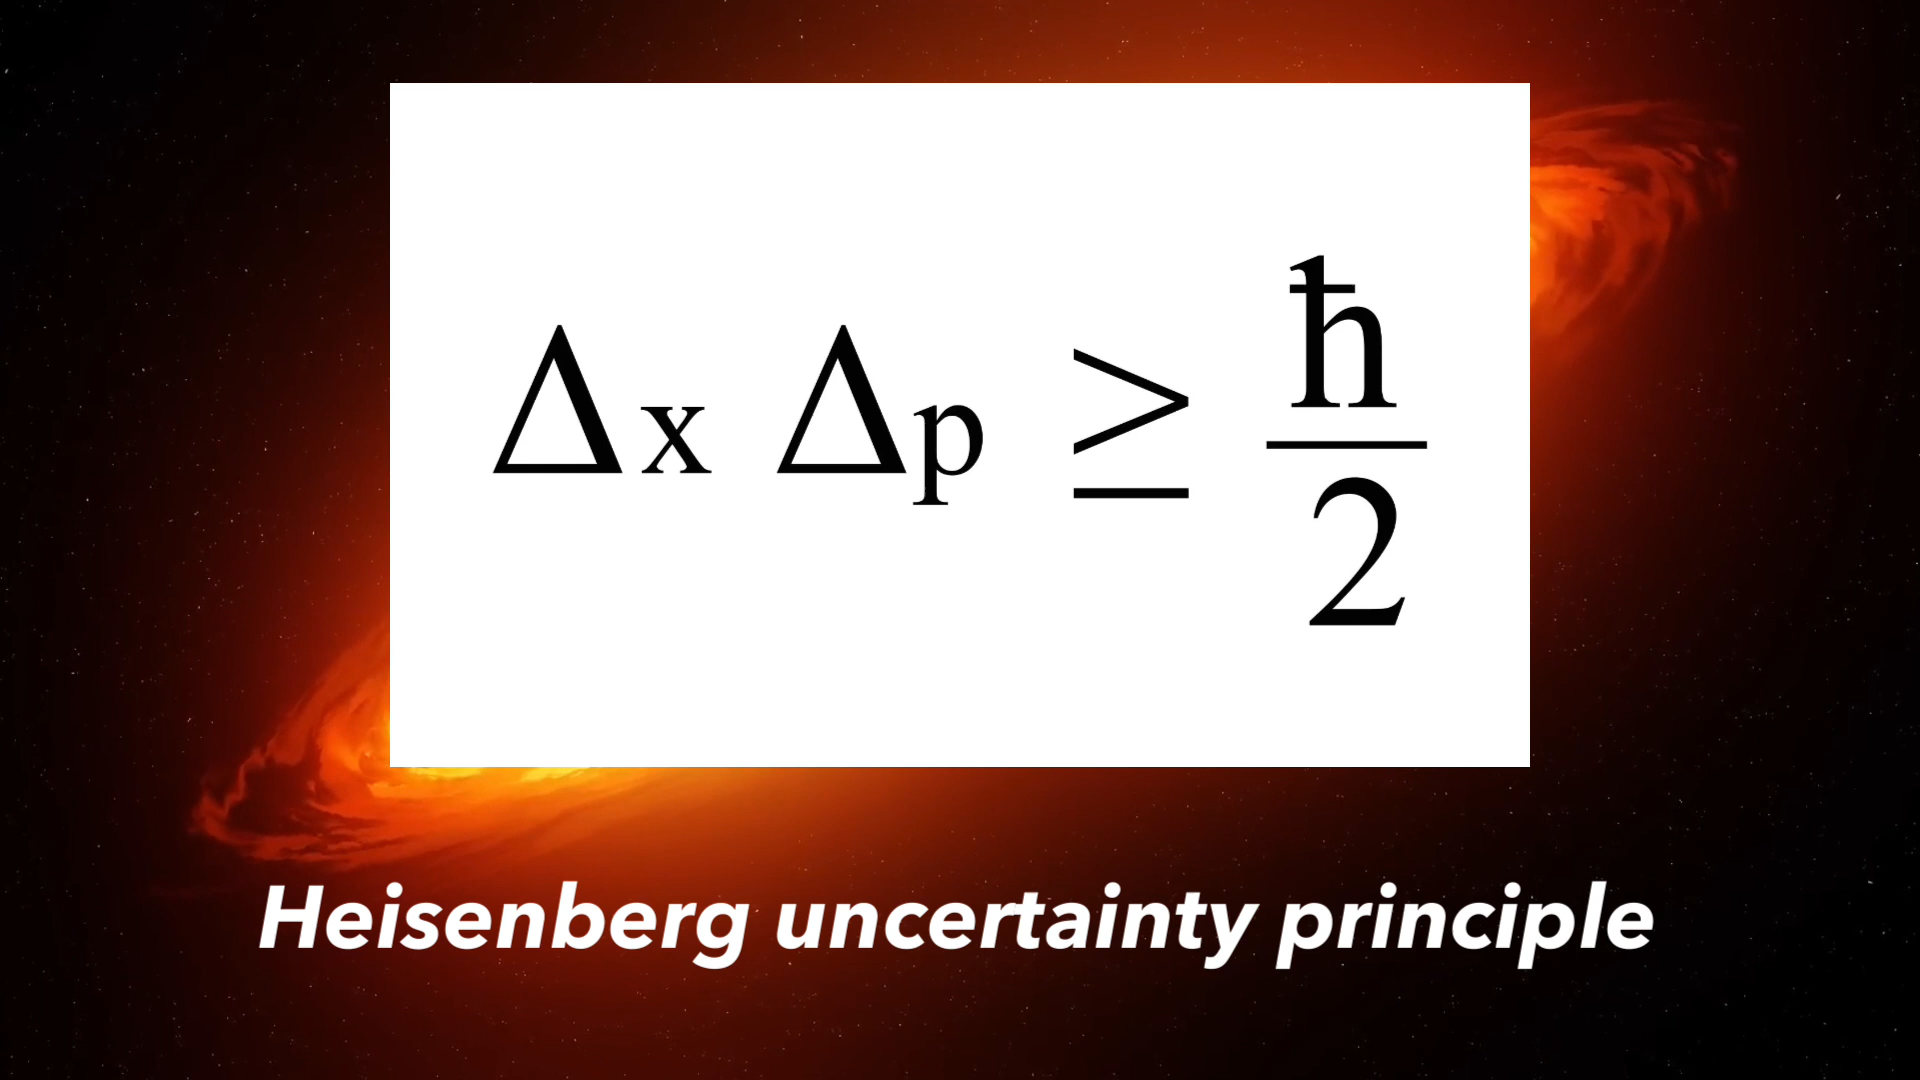 Δx Δp ≥ ħ/2
Heisenberg uncertainty principle